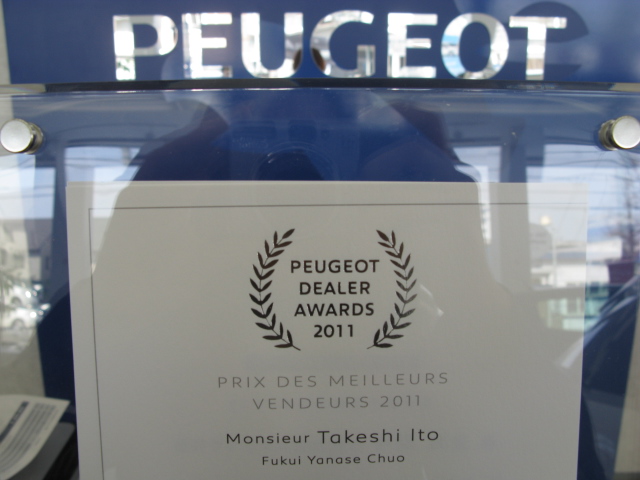 PEUGEOT
PEUGEOT
DEALER
AWARDS
2011
PRIX DES MEILLEURS
VENDEURS 2011
Monsieur Takeshi Ito
Fukui Yanase Chuo